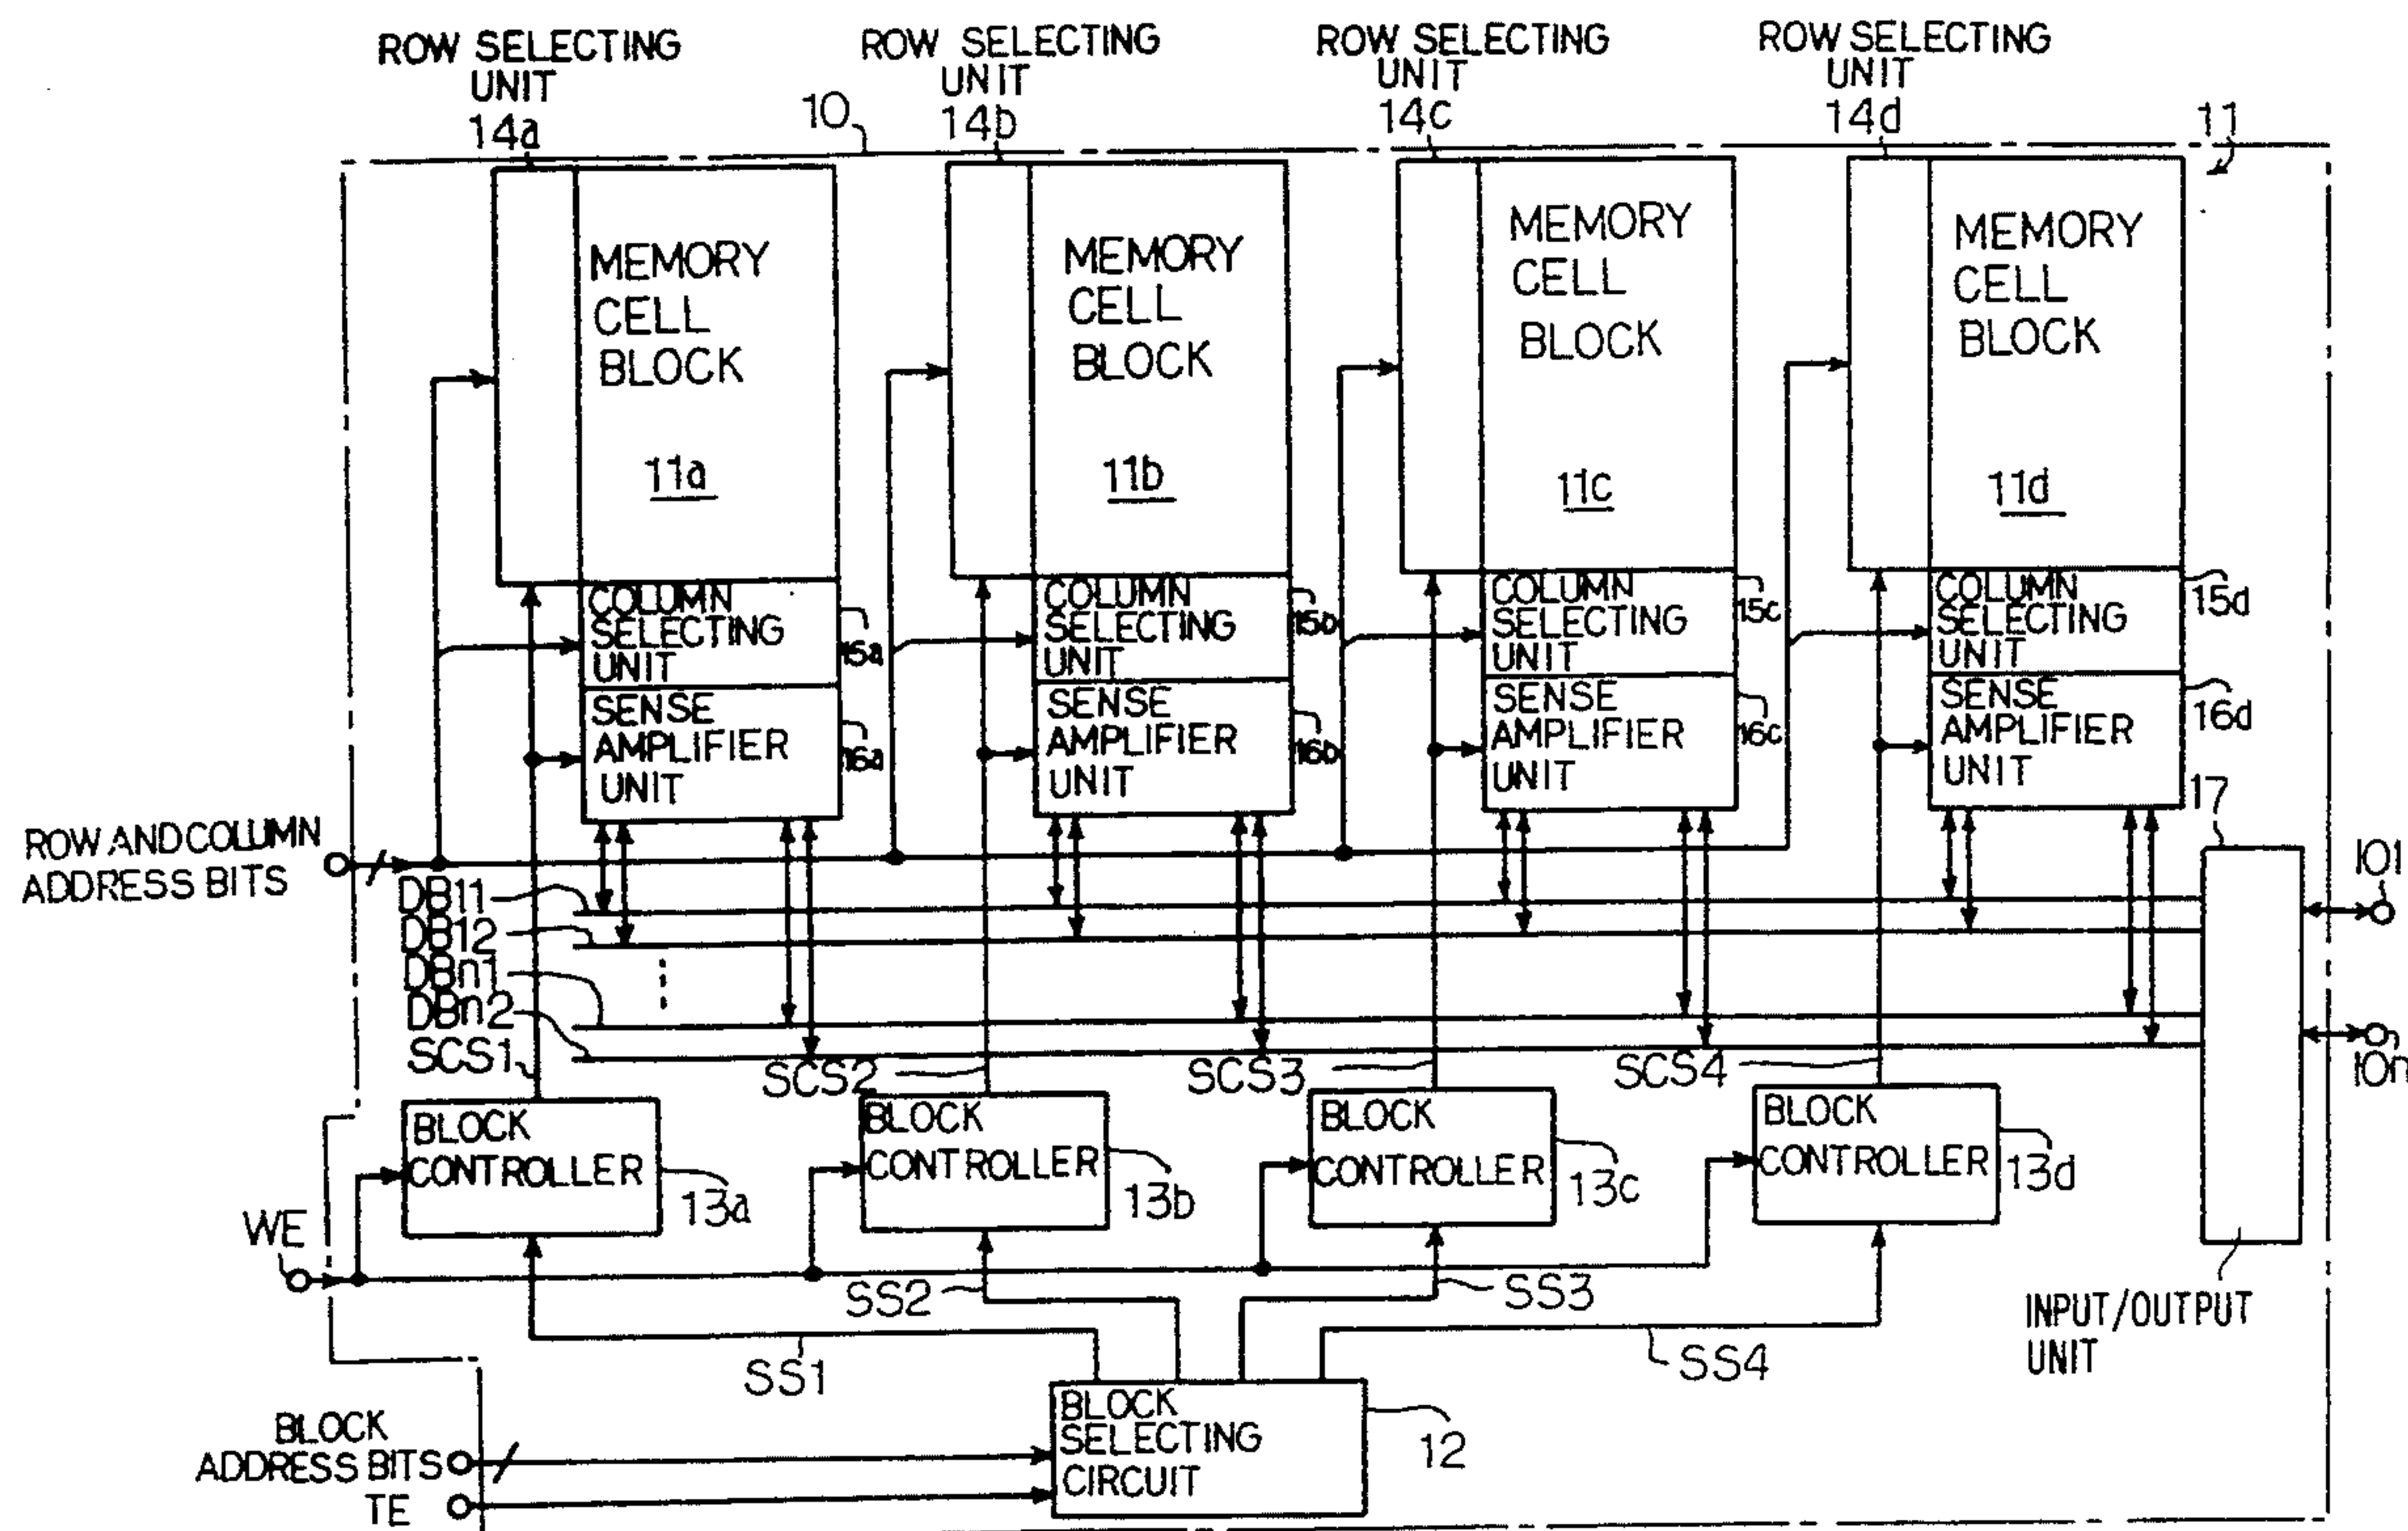 ROW SELECTING
UNIT
14a
10
ROW SELECTING
UNIT
14b
ROW SELECTING
UNIT
14c
ROW SELECTING
UNIT
14d
11
MEMORY
CELL
BLOCK
11a
MEMORY
CELL
BLOCK
11b
MEMORY
CELL
BLOCK
11c
MEMORY
CELL
BLOCK
11d
COLUMN
SELECTING
UNIT
15a
COLUMN
SELECTING
UNIT
15b
COLUMN
SELECTING
UNIT
15c
COLUMN
SELECTING
UNIT
15d
SENSE
AMPLIFIER
UNIT
16a
SENSE
AMPLIFIER
UNIT
16b
SENSE
AMPLIFIER
UNIT
16c
SENSE
AMPLIFIER
UNIT
16d
17
ROW AND COLUMN
ADDRESS BITS
DB11
DB12
DBn1
DBn2
IO1
IOn
SCS1
SCS2
SCS3
SCS4
BLOCK
CONTROLLER
13a
BLOCK
CONTROLLER
13b
BLOCK
CONTROLLER
13c
BLOCK
CONTROLLER
13d
WE
SS1
SS2
SS3
SS4
INPUT/OUTPUT
UNIT
BLOCK
SELECTING
CIRCUIT
12
BLOCK
ADDRESS BITS
TE